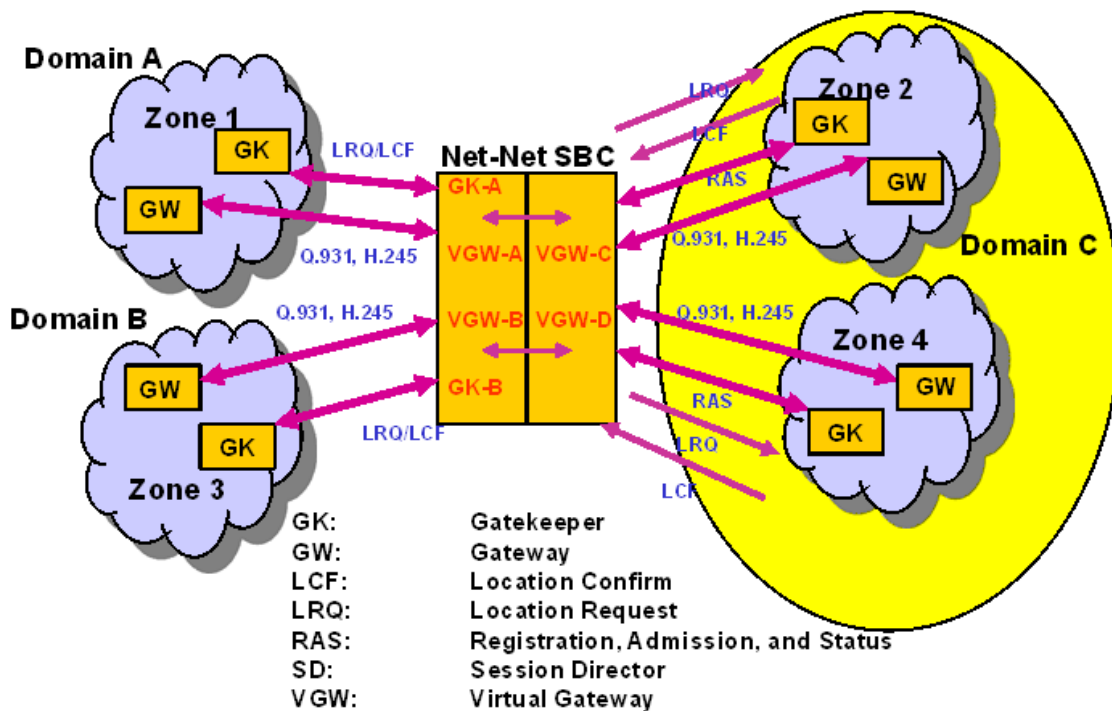 Domain A
Zone 1
GK
GW
LRQ/LCF
Q.931, H.245
Domain B
Q.931, H.245
GW
GK
Zone 3
LRQ/LCF
Net-Net SBC
GK-A
VGW-A
VGW-C
VGW-B
VGW-D
GK-B
LRQ
LCF
RAS
Q.931, H.245
Zone 2
GK
GW
Domain C
Q.931, H.245
Zone 4
GW
GK
RAS
LRQ
LCF
GK: Gatekeeper
GW: Gateway
LCF: Location Confirm
LRQ: Location Request
RAS: Registration, Admission, and Status
SD: Session Director
VGW: Virtual Gateway